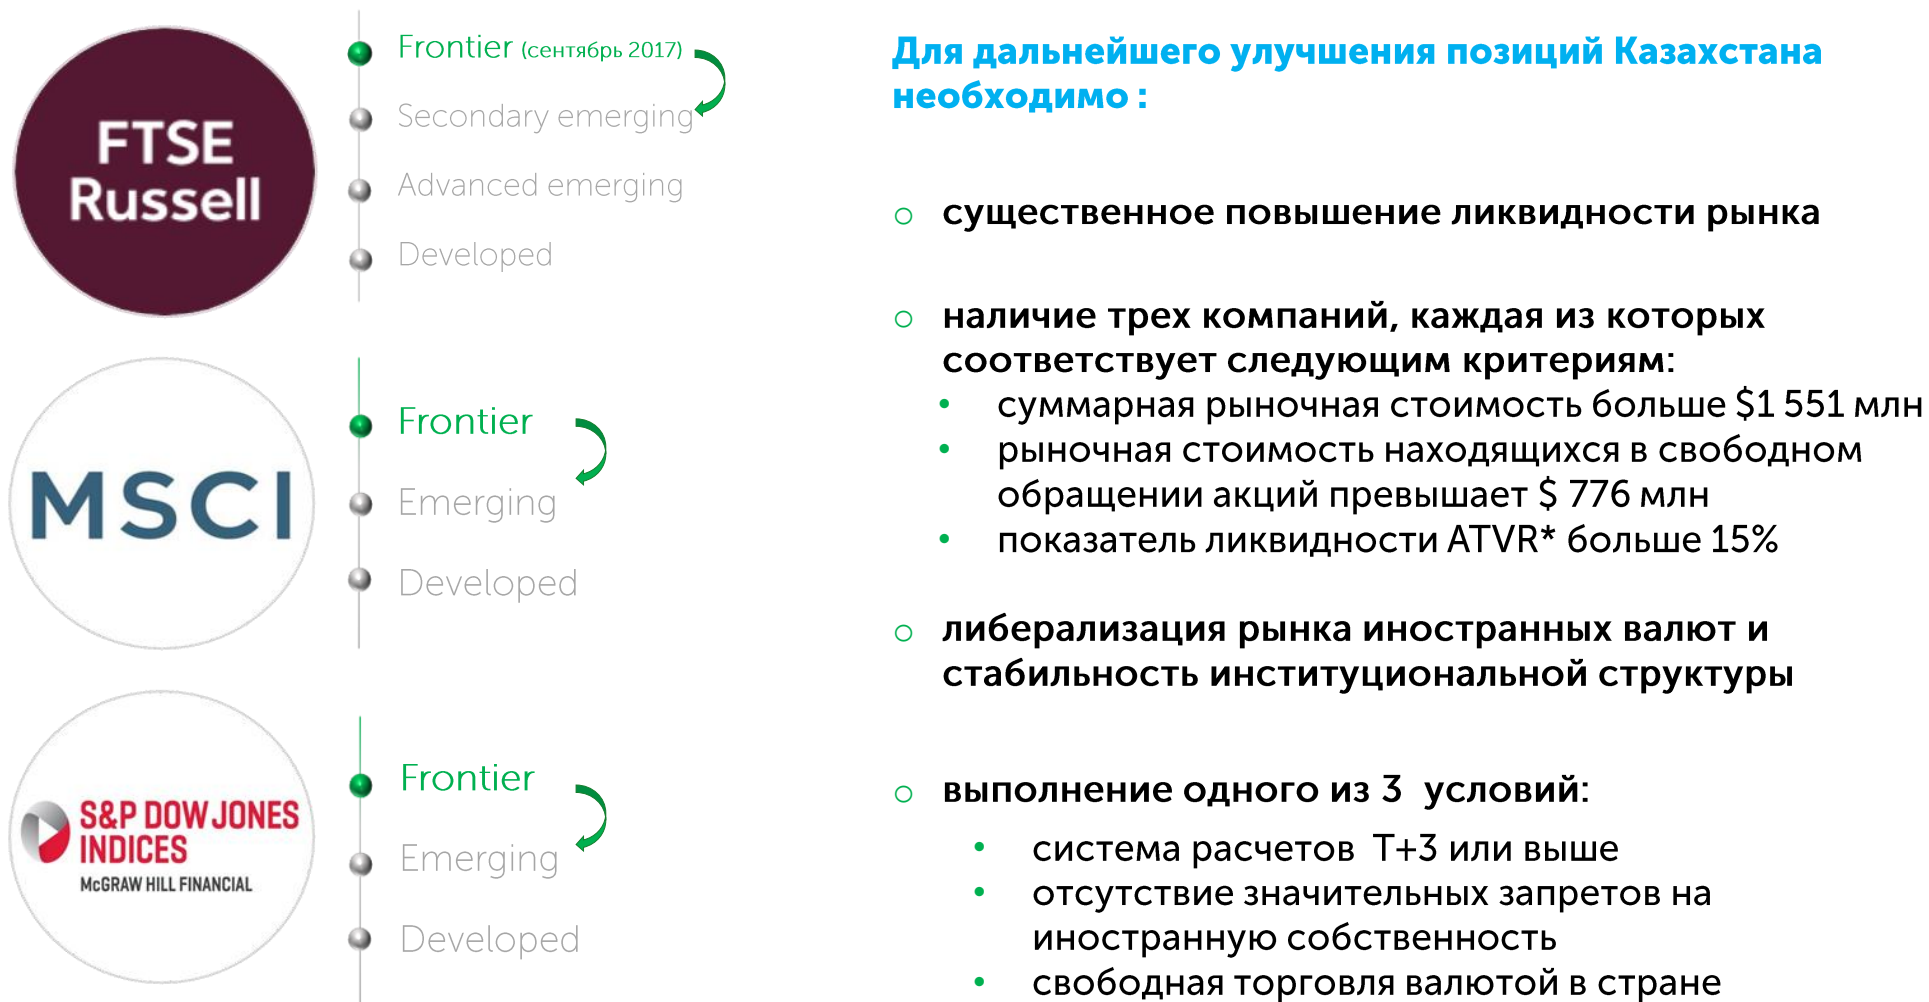 FTSE
Russell
Frontier (сентябрь 2017)
Secondary emerging
Advanced emerging
Developed
MSCI
Frontier
Emerging
Developed
S&P DOW JONES
INDICES
McGRAW HILL FINANCIAL
Frontier
Emerging
Developed
Для дальнейшего улучшения позиций Казахстана
необходимо :
○ существенное повышение ликвидности рынка
○ наличие трех компаний, каждая из которых
соответствует следующим критериям:
• суммарная рыночная стоимость больше $1 551 млн
• рыночная стоимость находящихся в свободном
обращении акций превышает $ 776 млн
• показатель ликвидности ATVR* больше 15%
○ либерализация рынка иностранных валют и
стабильность институциональной структуры
○ выполнение одного из 3 условий:
• система расчетов Т+3 или выше
• отсутствие значительных запретов на
иностранную собственность
• свободная торговля валютой в стране